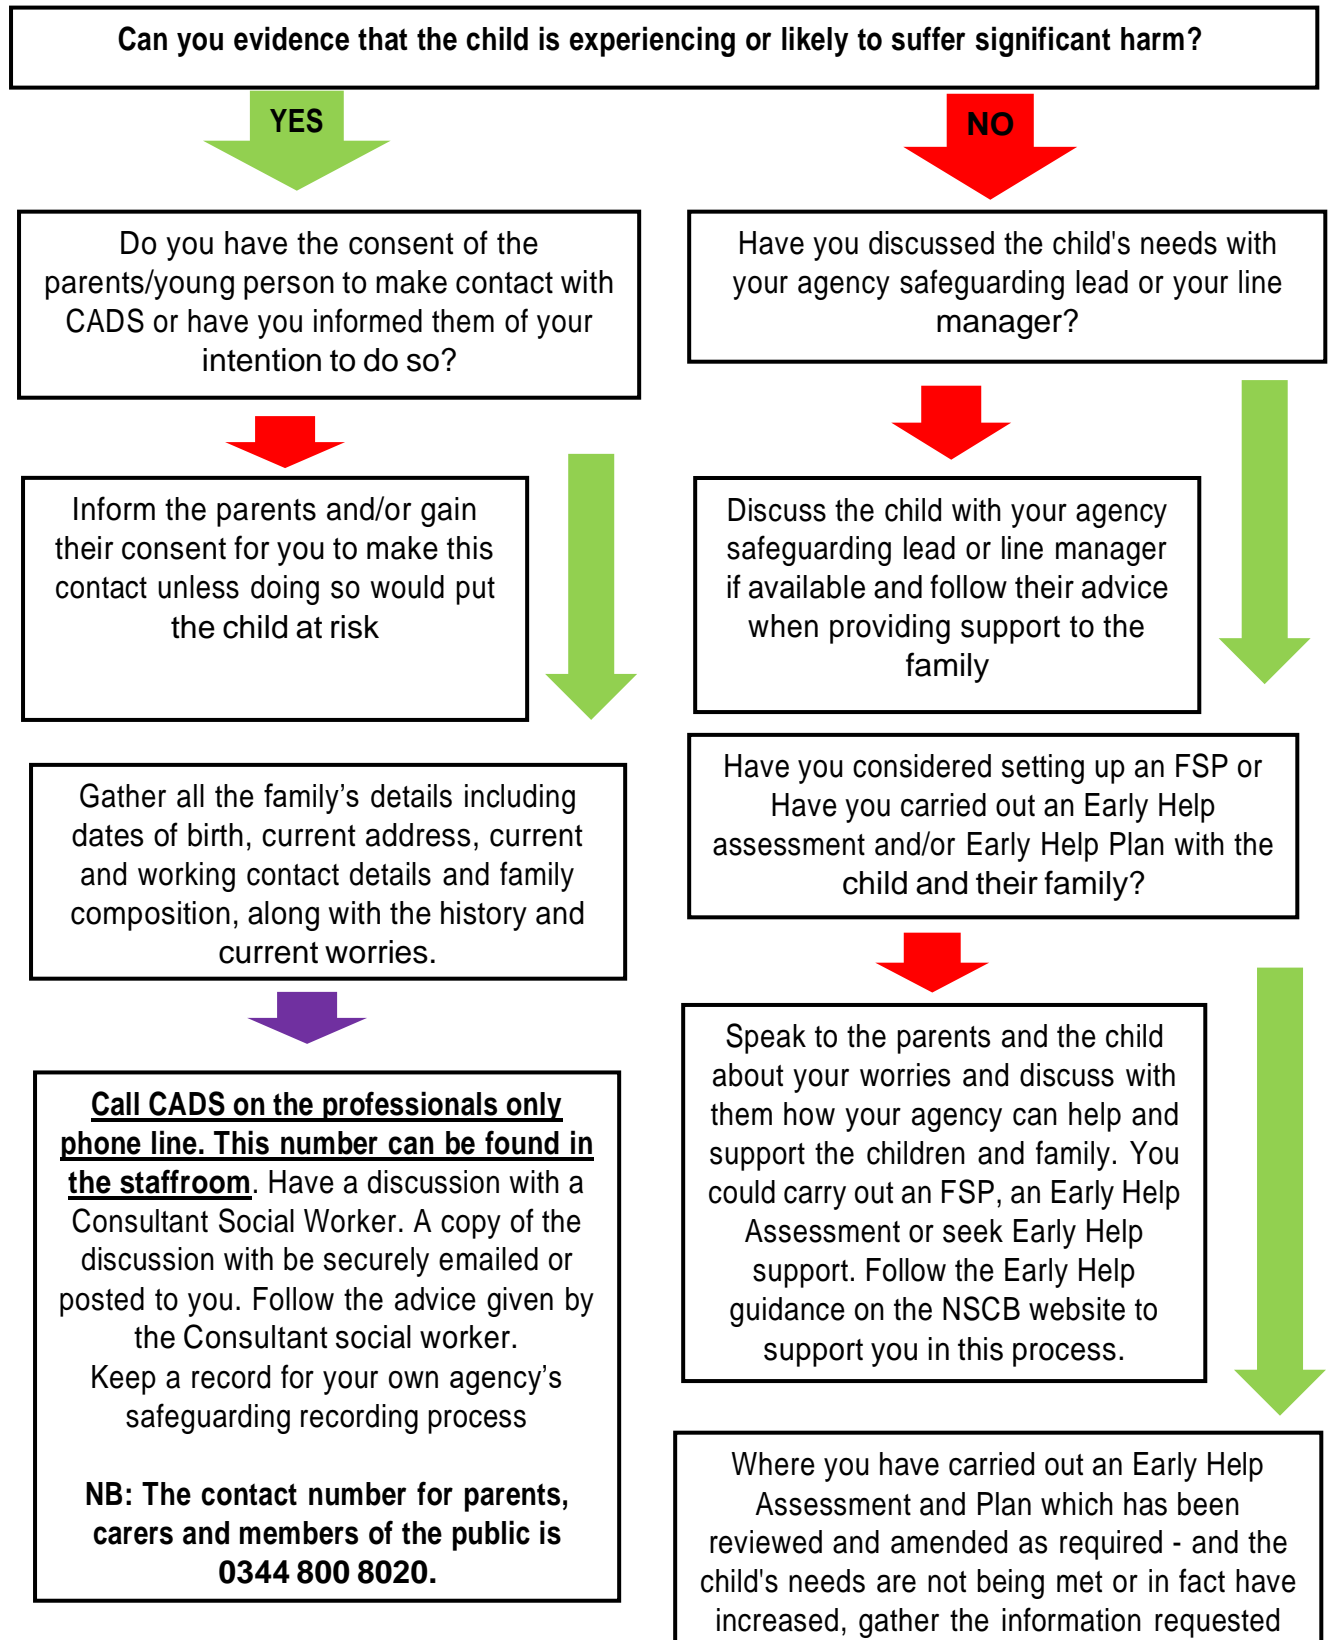 Can you evidence that the child is experiencing or likely to suffer significant harm?
YES
NO
Do you have the consent of the
parents/young person to make contact with
CADS or have you informed them of your
intention to do so?
Have you discussed the child's needs with
your agency safeguarding lead or your line
manager?
Inform the parents and/or gain
their consent for you to make this
contact unless doing so would put
the child at risk
Discuss the child with your agency
safeguarding lead or line manager
if available and follow their advice
when providing support to the
family
Gather all the family’s details including
dates of birth, current address, current
and working contact details and family
composition, along with the history and
current worries.
Have you considered setting up an FSP or
Have you carried out an Early Help
assessment and/or Early Help Plan with the
child and their family?
Call CADS on the professionals only
phone line. This number can be found in
the staffroom. Have a discussion with a
Consultant Social Worker. A copy of the
discussion with be securely emailed or
posted to you. Follow the advice given by
the Consultant social worker.
Keep a record for your own agency’s
safeguarding recording process
NB: The contact number for parents,
carers and members of the public is
0344 800 8020.
Speak to the parents and the child
about your worries and discuss with
them how your agency can help and
support the children and family. You
could carry out an FSP, an Early Help
Assessment or seek Early Help
support. Follow the Early Help
guidance on the NSCB website to
support you in this process.
Where you have carried out an Early Help
Assessment and Plan which has been
reviewed and amended as required - and the
child's needs are not being met or in fact have
increased, gather the information requested